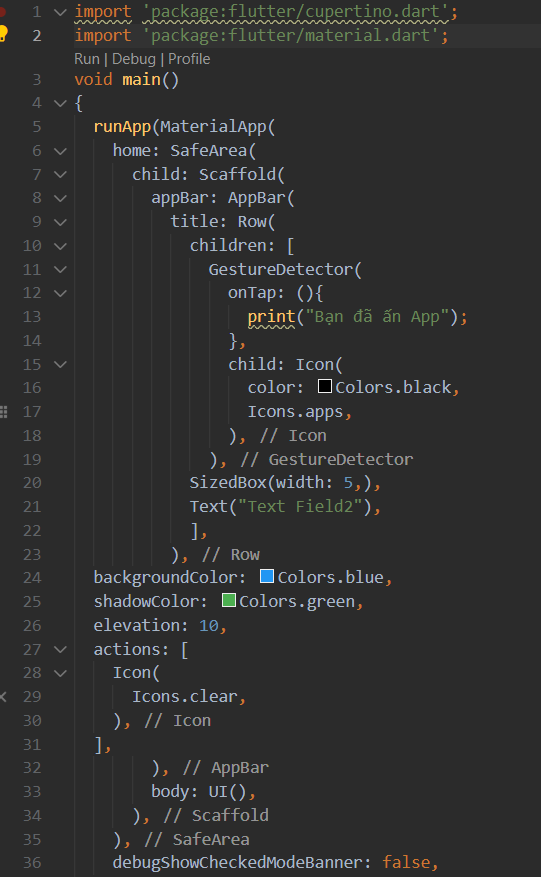 1 import 'package:flutter/cupertino.dart';
2 import 'package:flutter/material.dart';
Run | Debug | Profile
3 void main()
4 {
5   runApp(MaterialApp(
6     home: SafeArea(
7       child: Scaffold(
8         appBar: AppBar(
9           title: Row(
10             children: [
11               GestureDetector(
12                 onTap: (){
13                   print("Bạn đã ấn App");
14                 },
15                 child: Icon(
16                   color: Colors.black,
17                   Icons.apps,
18                 ), // Icon
19               ), // GestureDetector
20             SizedBox(width: 5,),
21             Text("Text Field2"),
22             ],
23           ), // Row
24   backgroundColor: Colors.blue,
25   shadowColor: Colors.green,
26   elevation: 10,
27   actions: [
28     Icon(
29       Icons.clear,
30     ), // Icon
31   ],
32         ), // AppBar
33         body: UI(),
34       ), // Scaffold
35     ), // SafeArea
36     debugShowCheckedModeBanner: false,